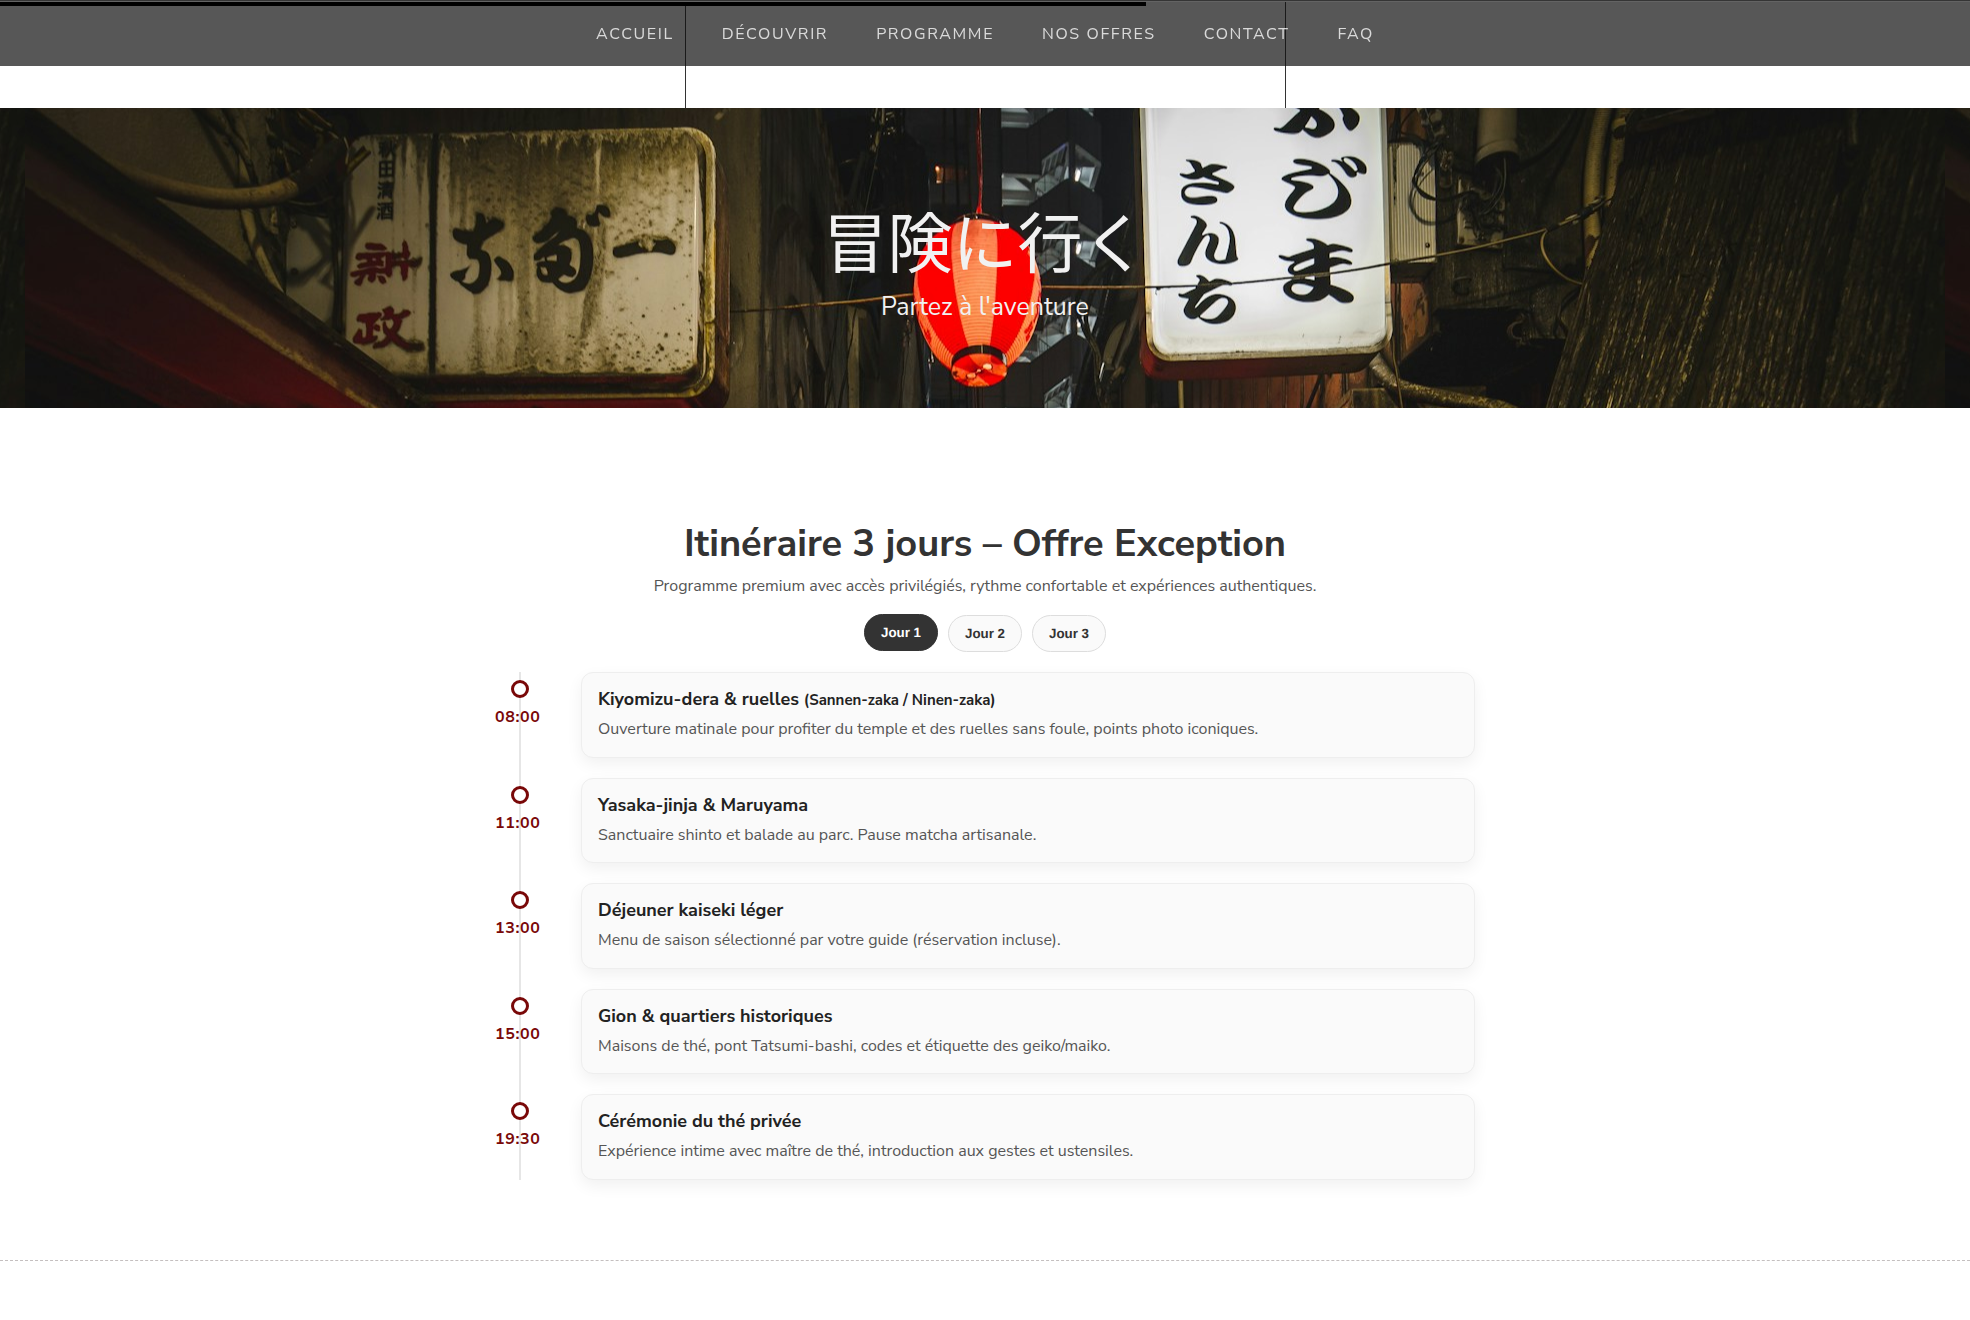 ACCUEIL DÉCOUVRIR PROGRAMME NOS OFFRES CONTACT FAQ
さんち
冒険に行く
Partez à l'aventure
Itinéraire 3 jours – Offre Exception
Programme premium avec accès privilégiés, rythme confortable et expériences authentiques.
Jour 1 Jour 2 Jour 3
Kiyomizu-dera & ruelles (Sannen-zaka / Ninen-zaka)
08:00
Ouverture matinale pour profiter du temple et des ruelles sans foule, points photo iconiques.
Yasaka-jinja & Maruyama
11:00
Sanctuaire shinto et balade au parc. Pause matcha artisanale.
Déjeuner kaiseki léger
13:00
Menu de saison sélectionné par votre guide (réservation incluse).
Gion & quartiers historiques
15:00
Maisons de thé, pont Tatsumi-bashi, codes et étiquette des geiko/maiko.
Cérémonie du thé privée
19:30
Expérience intime avec maître de thé, introduction aux gestes et ustensiles.